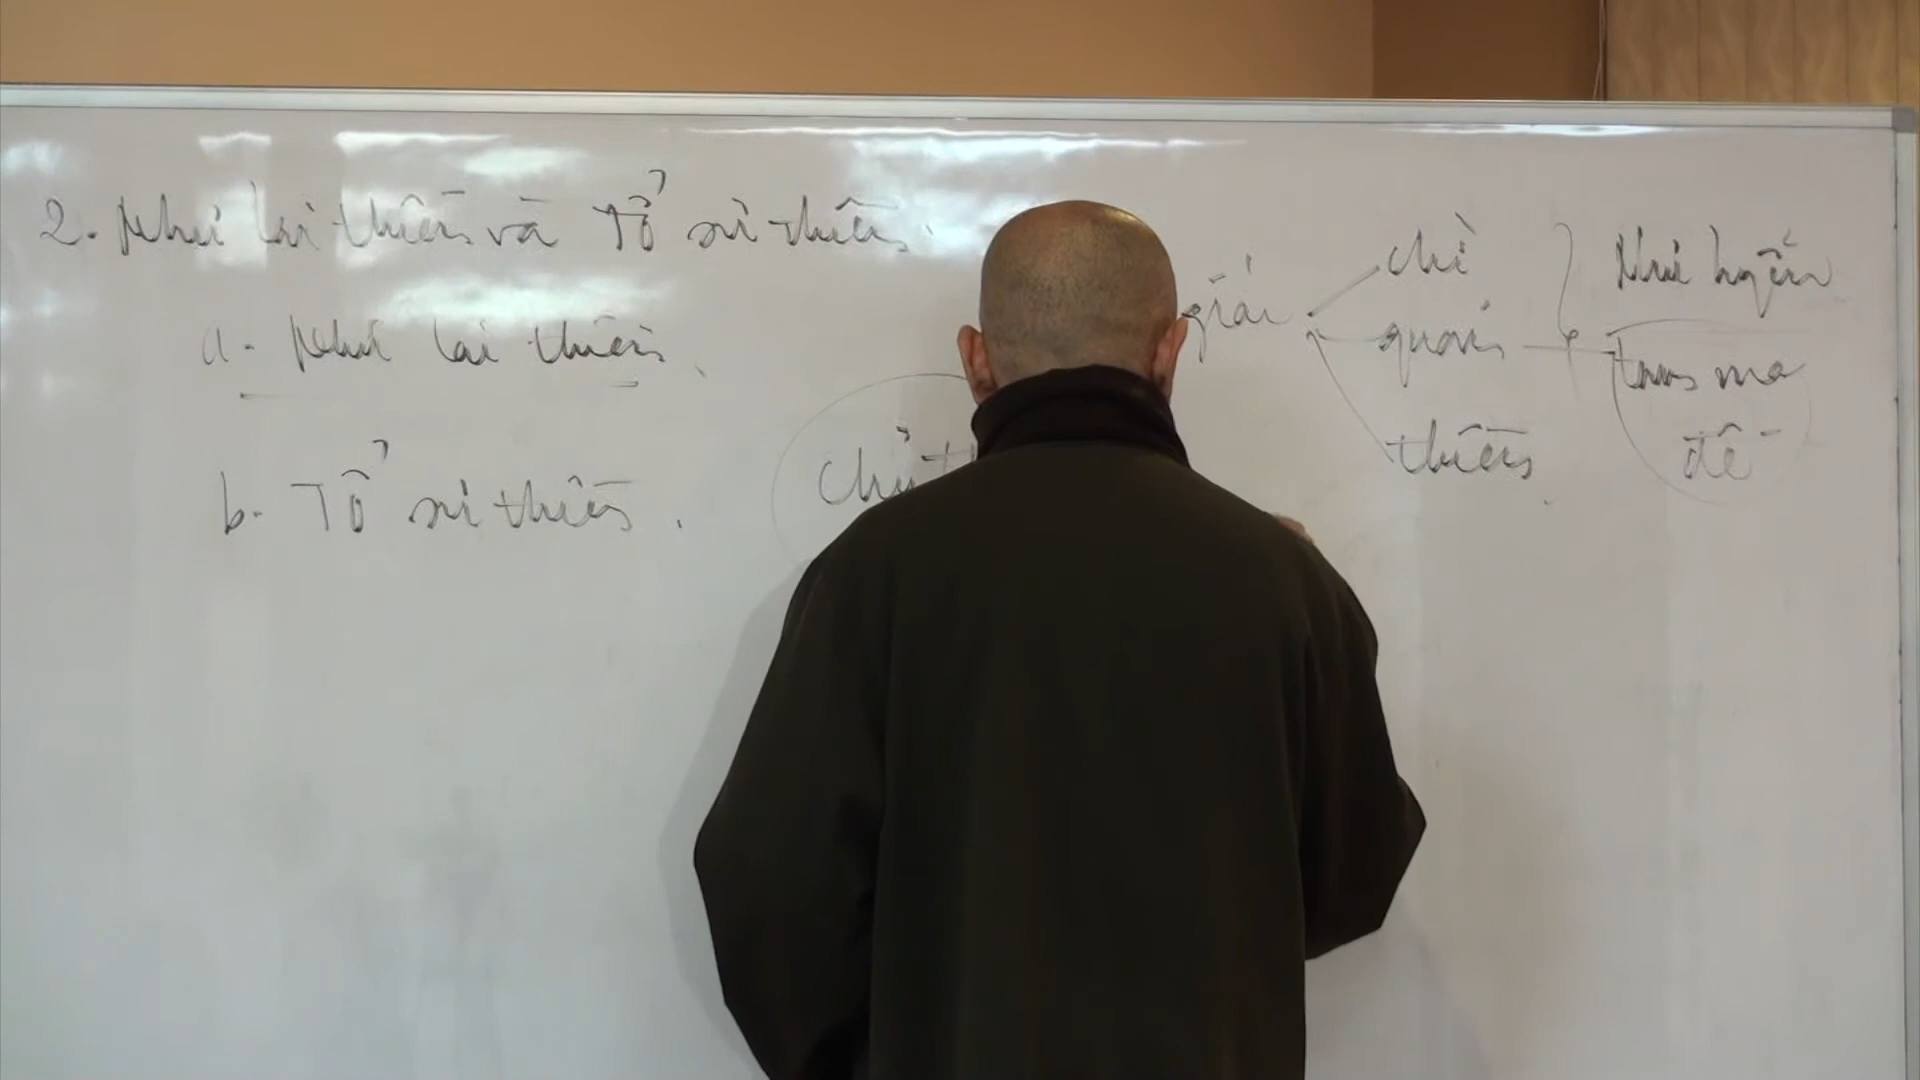 2. Như lai thiền và Tổ sư thiền.
a. Như lai thiền.
b. Tổ sư thiền.
chỉ
quán
thiền.
Như huyễn
tam ma
đề